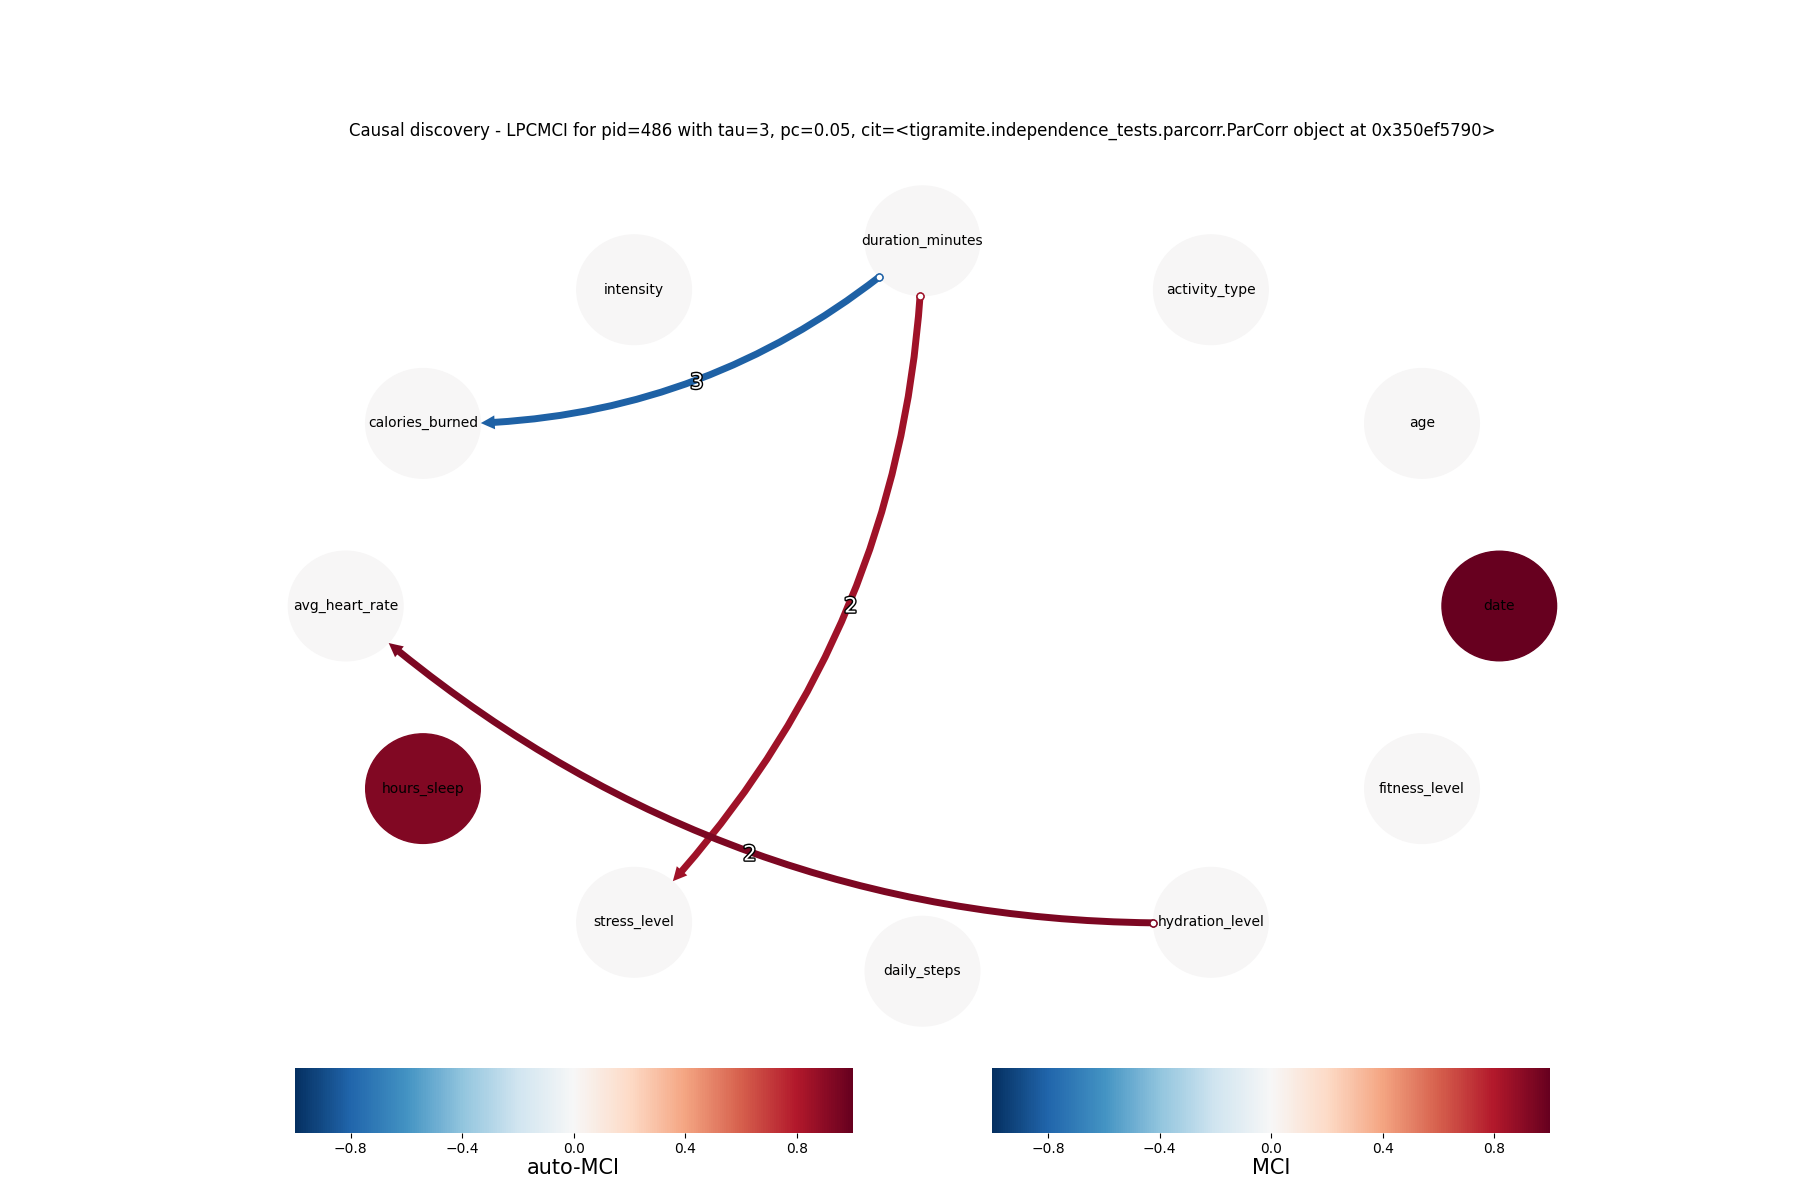 Causal discovery - LPCMCI for pid=486 with tau=3, pc=0.05, cit=<tigramite.independence_tests.parcorr.ParCorr object at 0x350ef5790>
duration_minutes
intensity
activity_type
3
calories_burned
age
avg_heart_rate
2
date
hours_sleep
fitness_level
2
stress_level
hydration_level
daily_steps
−0.8 −0.4 0.0 0.4 0.8
auto-MCI
−0.8 −0.4 0.0 0.4 0.8
MCI